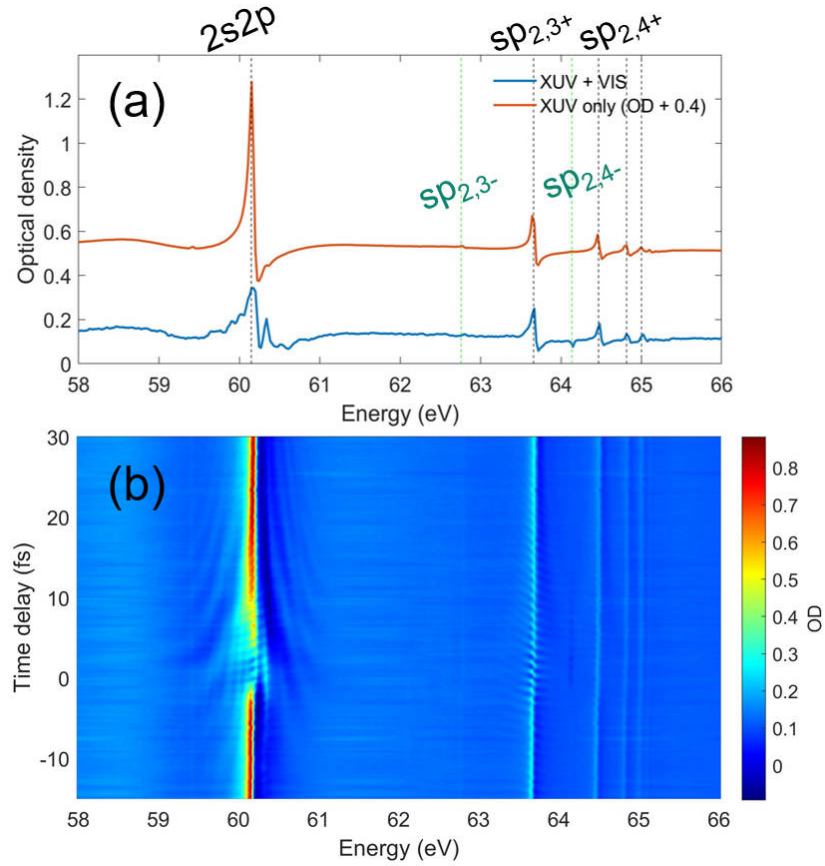 2s2p sp2,3+ sp2,4+
(a)
XUV + VIS
XUV only (OD + 0.4)
sp2,3-
sp2,4-
Optical density
1.2
1
0.8
0.6
0.4
0.2
0
58 59 60 61 62 63 64 65 66
Energy (eV)
(b)
Time delay (fs)
30
20
10
0
-10
58 59 60 61 62 63 64 65 66
Energy (eV)
0.8
0.7
0.6
0.5
0.4
0.3
0.2
0.1
0
OD